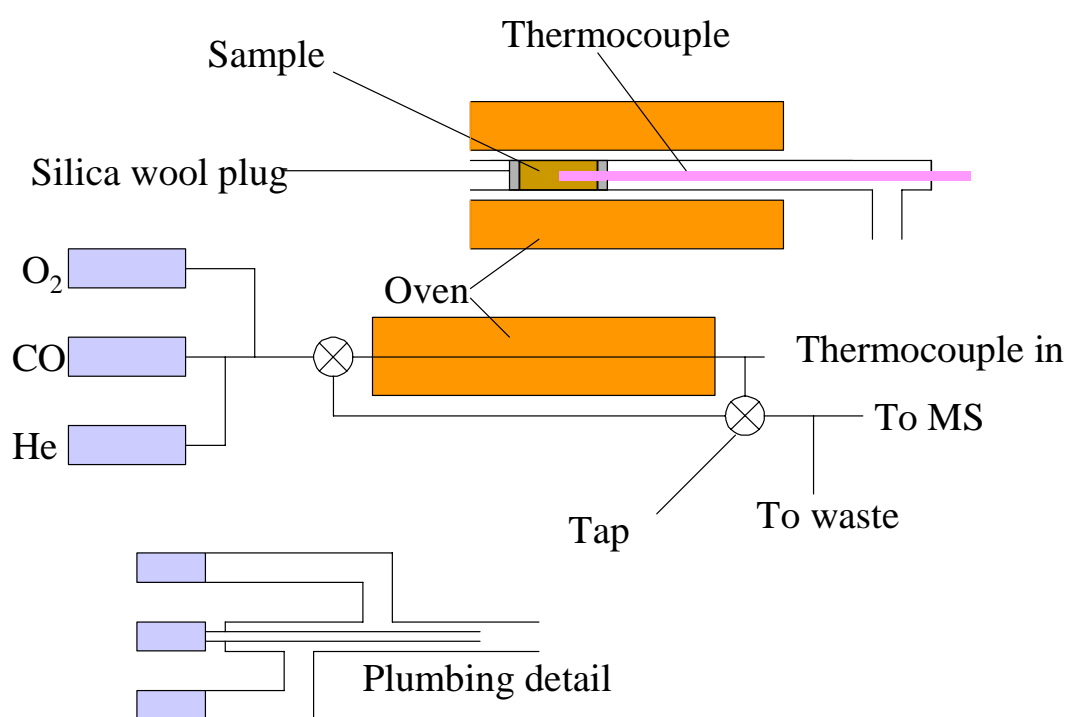 Thermocouple
Sample
Silica wool plug
O₂
Oven
CO
Thermocouple in
He
To MS
To waste
Tap
Plumbing detail